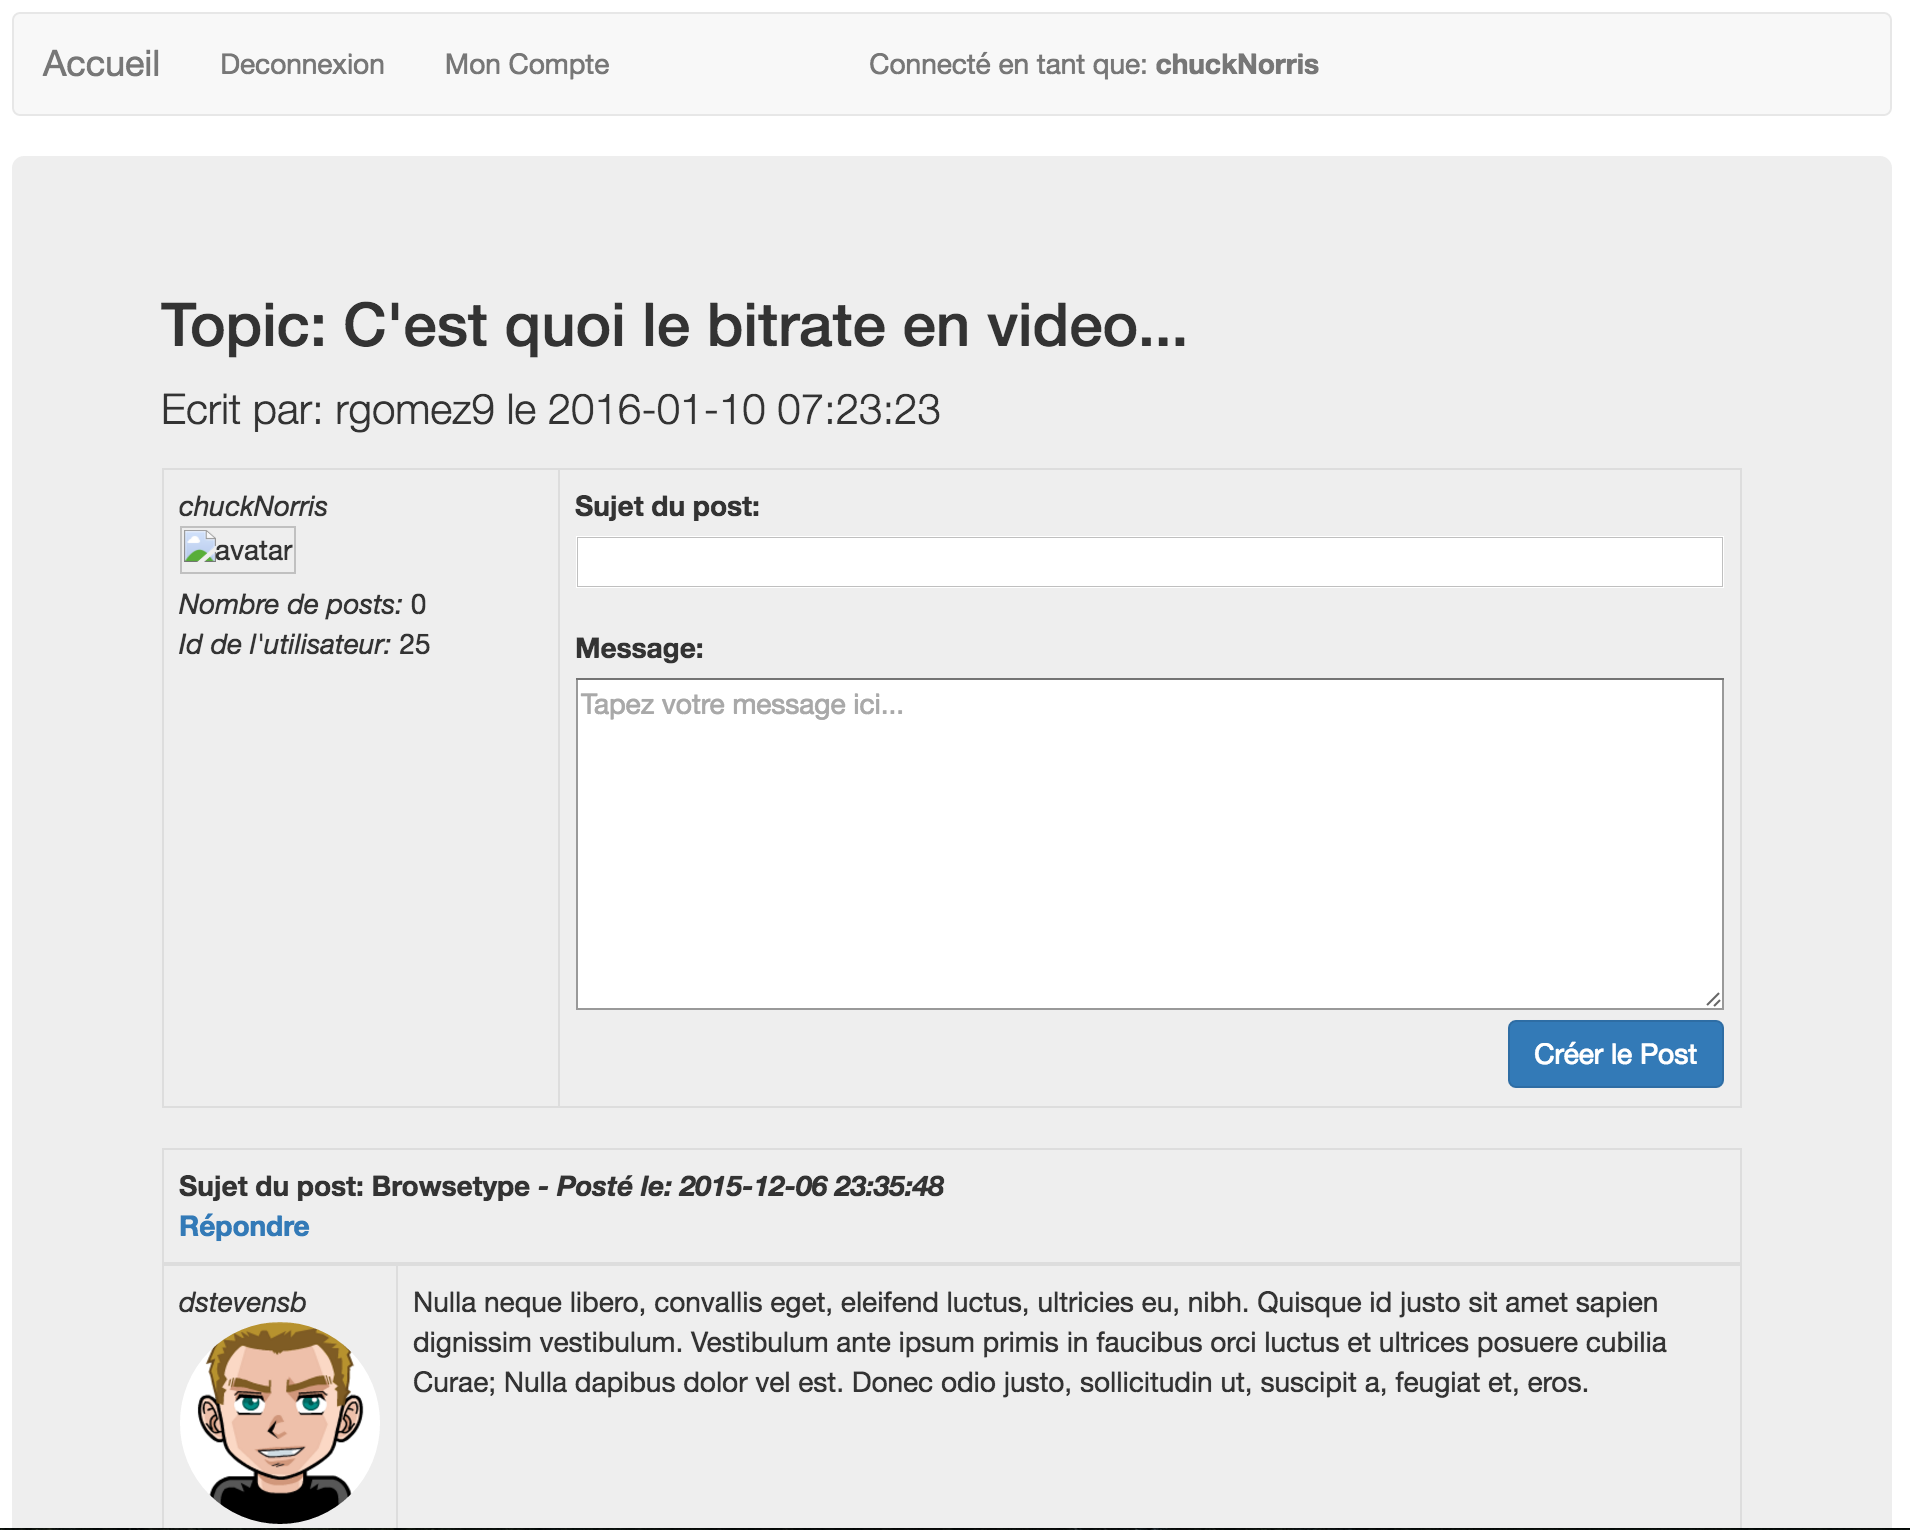 Accueil Deconnexion Mon Compte Connecté en tant que: chuckNorris
Topic: C'est quoi le bitrate en video...
Ecrit par: rgomez9 le 2016-01-10 07:23:23
chuckNorris
avatar
Nombre de posts: 0
Id de l'utilisateur: 25
Sujet du post:
Message:
Tapez votre message ici...
Créer le Post
Sujet du post: Browsetype - Posté le: 2015-12-06 23:35:48
Répondre
dstevensb
Nulla neque libero, convallis eget, eleifend luctus, ultricies eu, nibh. Quisque id justo sit amet sapien
dignissim vestibulum. Vestibulum ante ipsum primis in faucibus orci luctus et ultrices posuere cubilia
Curae; Nulla dapibus dolor vel est. Donec odio justo, sollicitudin ut, suscipit a, feugiat et, eros.